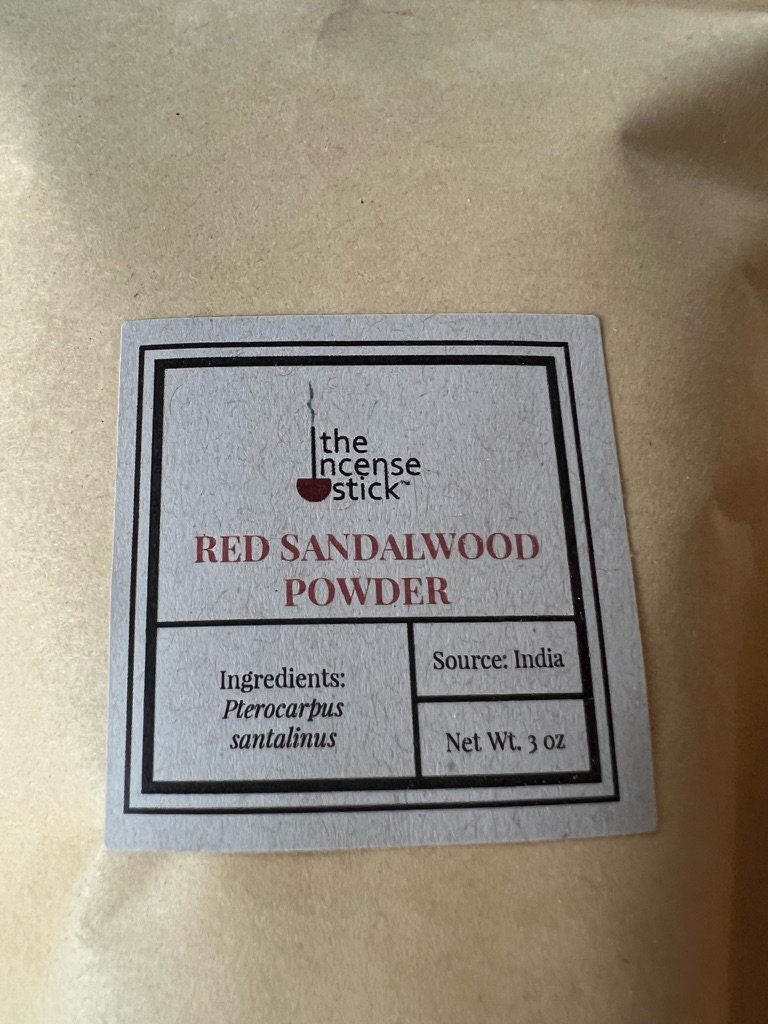 the
incense
stick™
RED SANDALWOOD
POWDER
Ingredients:
Pterocarpus
santalinus
Source: India
Net Wt. 3 oz